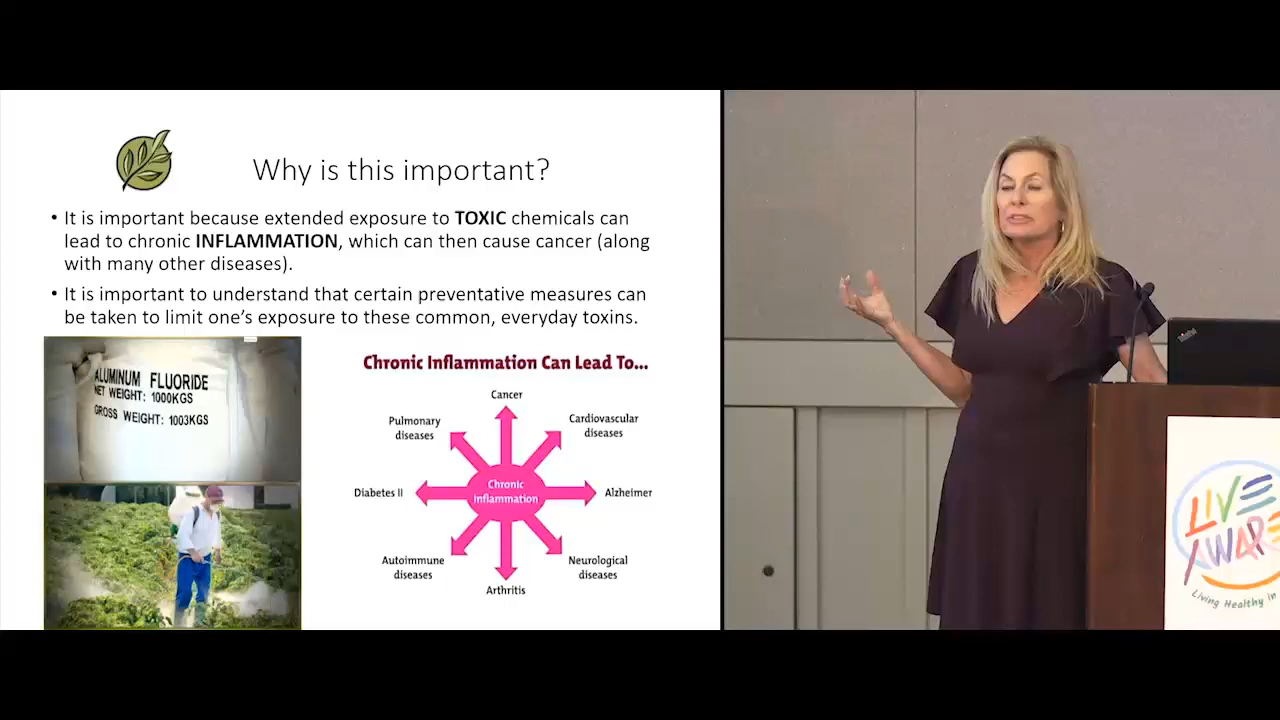 Why is this important?
• It is important because extended exposure to TOXIC chemicals can
lead to chronic INFLAMMATION, which can then cause cancer (along
with many other diseases).
• It is important to understand that certain preventative measures can
be taken to limit one's exposure to these common, everyday toxins.
ALUMINUM FLUORIDE
NET WEIGHT: 1000KGS
GROSS WEIGHT: 1003KGS
Chronic Inflammation Can Lead To...
Cancer
Pulmonary
diseases
Cardiovascular
diseases
Diabetes II
Chronic
Inflammation
Alzheimer
Autoimmune
diseases
Neurological
diseases
Arthritis
ThinkPad
LIVE
AWARE
Living Healthy in